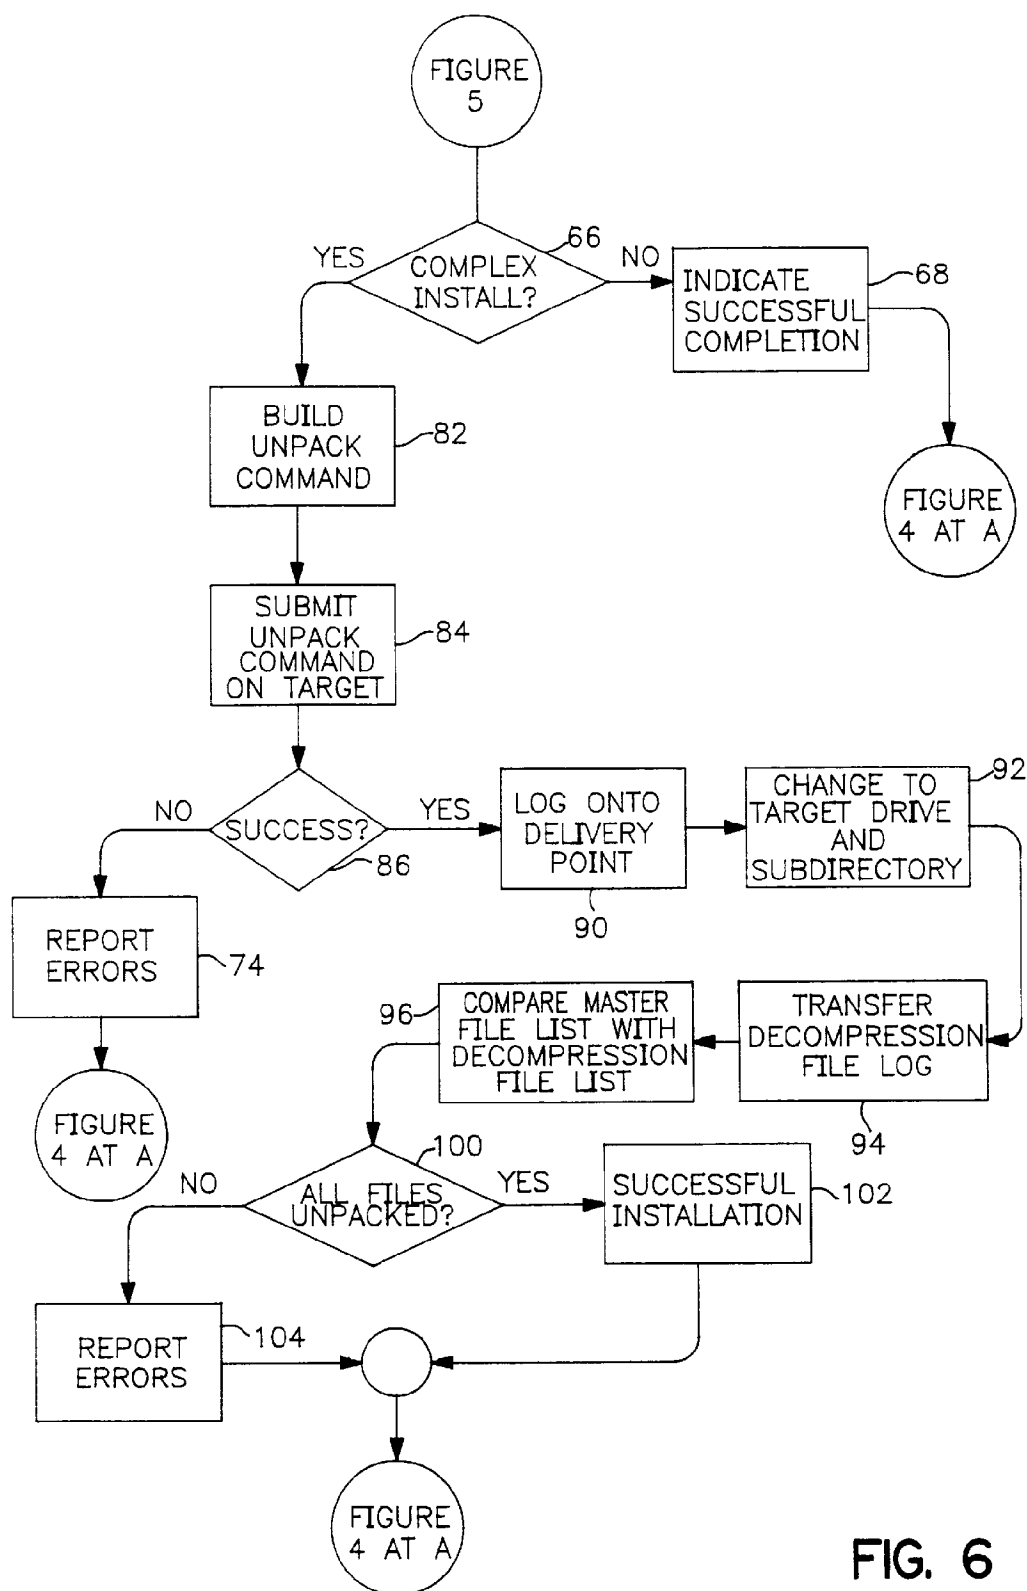 FIGURE
5
YES
COMPLEX
INSTALL?
66
NO
INDICATE
SUCCESSFUL
COMPLETION
68
BUILD
UNPACK
COMMAND
82
FIGURE
4 AT A
SUBMIT
UNPACK
COMMAND
ON TARGET
84
NO
SUCCESS?
86
YES
LOG ONTO
DELIVERY
POINT
90
CHANGE TO
TARGET DRIVE
AND
SUBDIRECTORY
92
REPORT
ERRORS
74
FIGURE
4 AT A
96
COMPARE MASTER
FILE LIST WITH
DECOMPRESSION
FILE LIST
TRANSFER
DECOMPRESSION
FILE LOG
94
NO
ALL FILES
UNPACKED?
100
YES
SUCCESSFUL
INSTALLATION
102
REPORT
ERRORS
104
FIGURE
4 AT A
FIG. 6